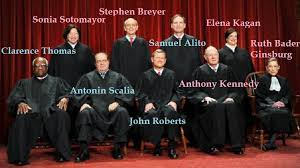 Stephen Breyer
Sonia Sotomayor
Elena Kagan
Samuel Alito
Clarence Thomas
Ruth Bader
Ginsburg
Anthony Kennedy
Antonin Scalia
John Roberts